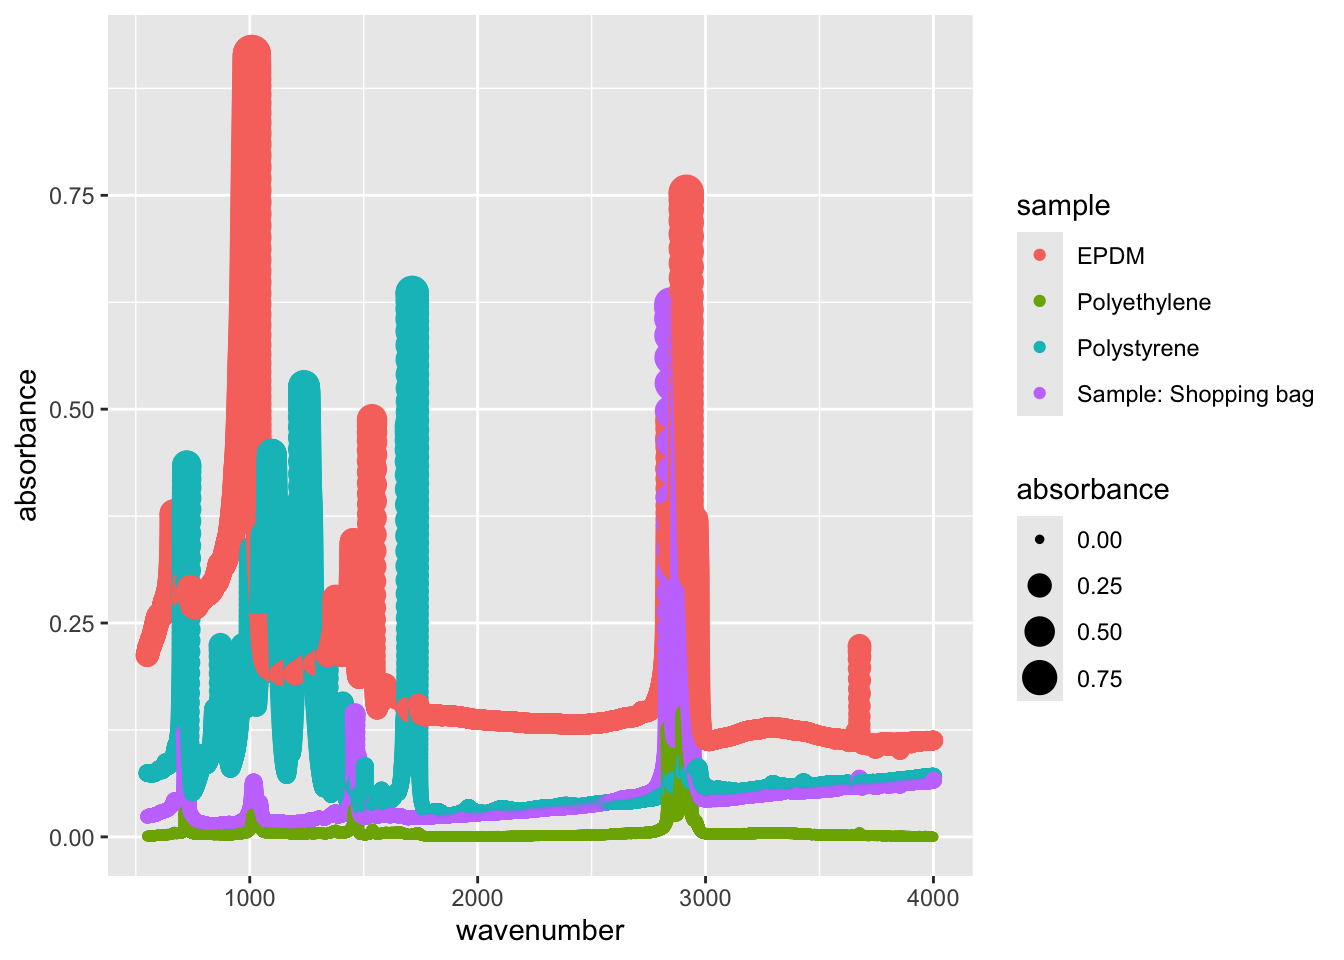 absorbance
0.75
0.50
0.25
0.00
1000
2000
3000
4000
wavenumber
sample
EPDM
Polyethylene
Polystyrene
Sample: Shopping bag
absorbance
0.00
0.25
0.50
0.75